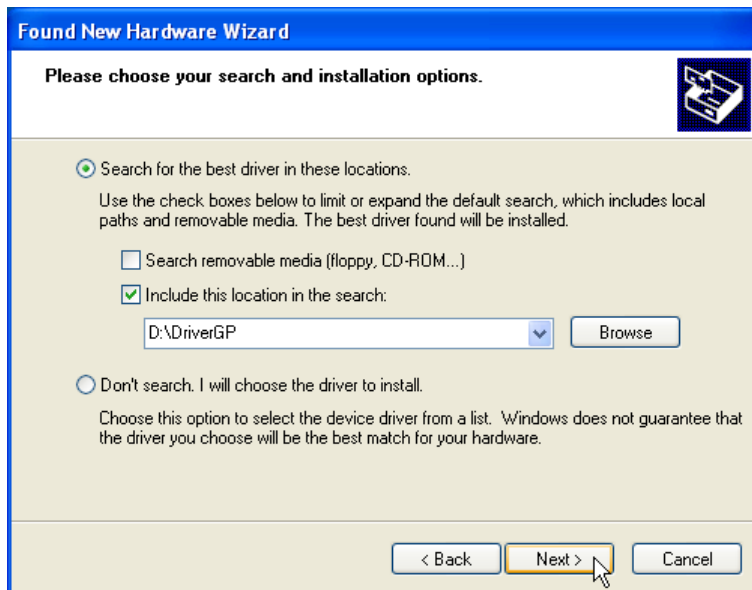 Found New Hardware Wizard
Please choose your search and installation options.
Search for the best driver in these locations.
Use the check boxes below to limit or expand the default search, which includes local
paths and removable media. The best driver found will be installed.
Search removable media (floppy, CD-ROM...)
Include this location in the search:
D:\DriverGP
Browse
Don't search. I will choose the driver to install.
Choose this option to select the device driver from a list. Windows does not guarantee that
the driver you choose will be the best match for your hardware.
< Back
Next >
Cancel